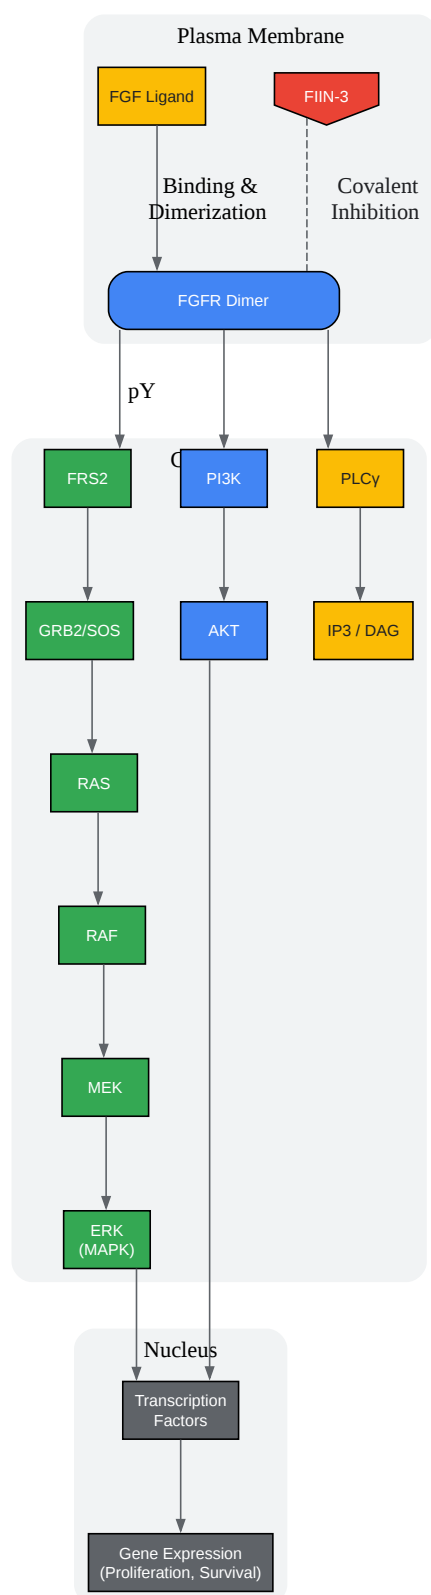 Plasma Membrane
FGF Ligand
FIIN-3
Binding &
Dimerization
Covalent
Inhibition
FGFR Dimer
pY
FRS2
PI3K
PLCγ
GRB2/SOS
AKT
IP3 / DAG
RAS
RAF
MEK
ERK
(MAPK)
Nucleus
Transcription
Factors
Gene Expression
(Proliferation, Survival)